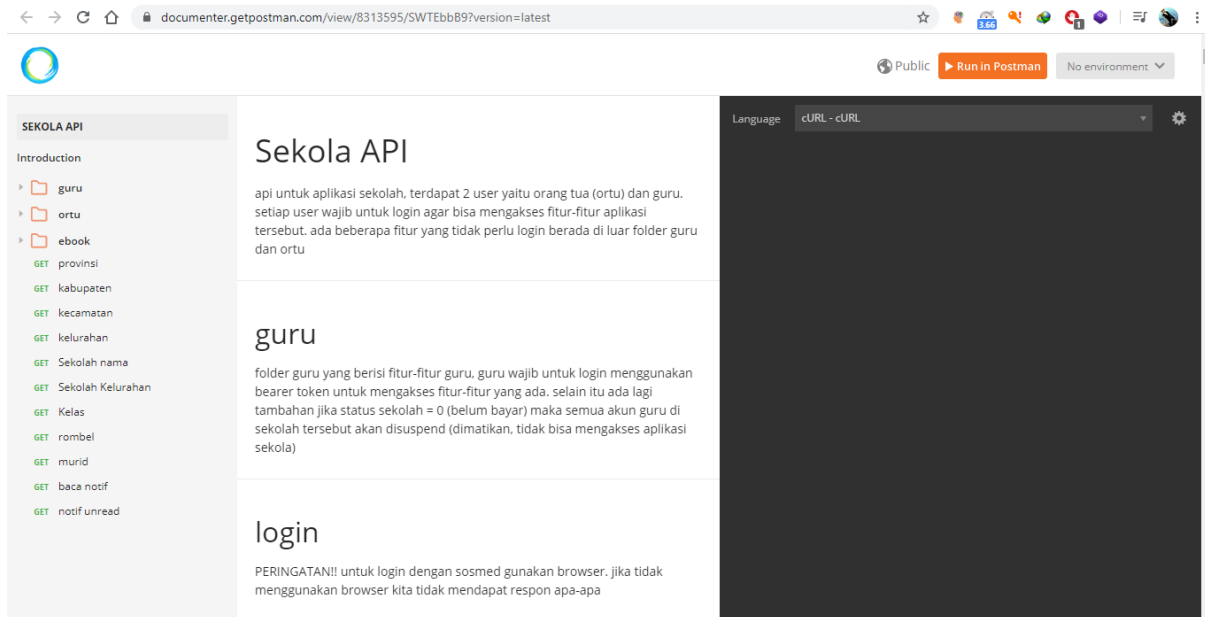 documenter.getpostman.com/view/8313595/SWTEbbB9?version=latest
3.66
1
Public
Run in Postman
No environment
SEKOLA API
Introduction
guru
ortu
ebook
GET provinsi
GET kabupaten
GET kecamatan
GET kelurahan
GET Sekolah nama
GET Sekolah Kelurahan
GET Kelas
GET rombel
GET murid
GET baca notif
GET notif unread
Sekola API
api untuk aplikasi sekolah, terdapat 2 user yaitu orang tua (ortu) dan guru.
setiap user wajib untuk login agar bisa mengakses fitur-fitur aplikasi
tersebut. ada beberapa fitur yang tidak perlu login berada di luar folder guru
dan ortu
guru
folder guru yang berisi fitur-fitur guru, guru wajib untuk login menggunakan
bearer token untuk mengakses fitur-fitur yang ada. selain itu ada lagi
tambahan jika status sekolah = 0 (belum bayar) maka semua akun guru di
sekolah tersebut akan disuspend (dimatikan, tidak bisa mengakses aplikasi
sekola)
login
PERINGATAN!! untuk login dengan sosmed gunakan browser. jika tidak
menggunakan browser kita tidak mendapat respon apa-apa
Language
cURL - cURL